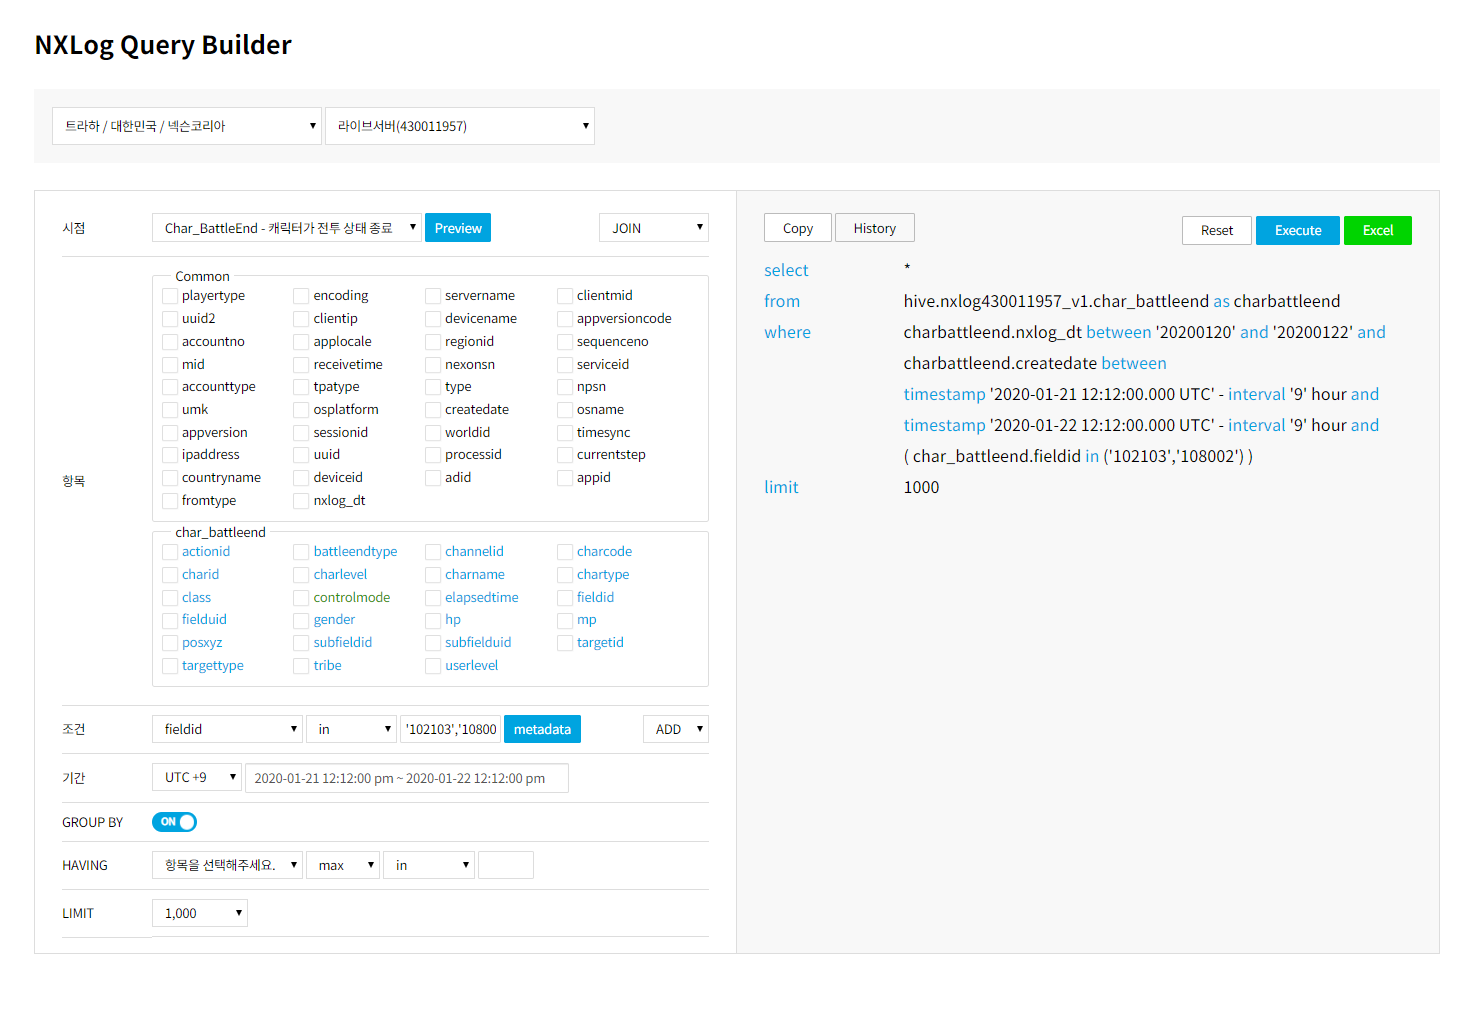 NXLog Query Builder
트라하 / 대한민국 / 넥슨코리아 라이브서버(430011957)
시점 Char_BattleEnd - 캐릭터가 전투 상태 종료 Preview JOIN
항목
Common
playertype encoding servername clientmid
uuid2 clientip devicename appversioncode
accountno applocale regionid sequenceno
mid receivetime nexonsn serviceid
accounttype tpatype type npsn
umk osplatform createdate osname
appversion sessionid worldid timesync
ipaddress uuid processid currentstep
countryname deviceid adid appid
fromtype nxlog_dt
char_battleend
actionid battleendtype channelid charcode
charid charlevel charname chartype
class controlmode elapsedtime fieldid
fielduid gender hp mp
posxyz subfieldid subfielduid targetid
targettype tribe userlevel
조건 fieldid in '102103','10800 metadata ADD
기간 UTC +9 2020-01-21 12:12:00 pm ~ 2020-01-22 12:12:00 pm
GROUP BY ON
HAVING 항목을 선택해주세요. max in
LIMIT 1,000
Copy History Reset Execute Excel
select *
from hive.nxlog430011957_v1.char_battleend as charbattleend
where charbattleend.nxlog_dt between '20200120' and '20200122' and
charbattleend.createdate between
timestamp '2020-01-21 12:12:00.000 UTC' - interval '9' hour and
timestamp '2020-01-22 12:12:00.000 UTC' - interval '9' hour and
( char_battleend.fieldid in ('102103','108002') )
limit 1000